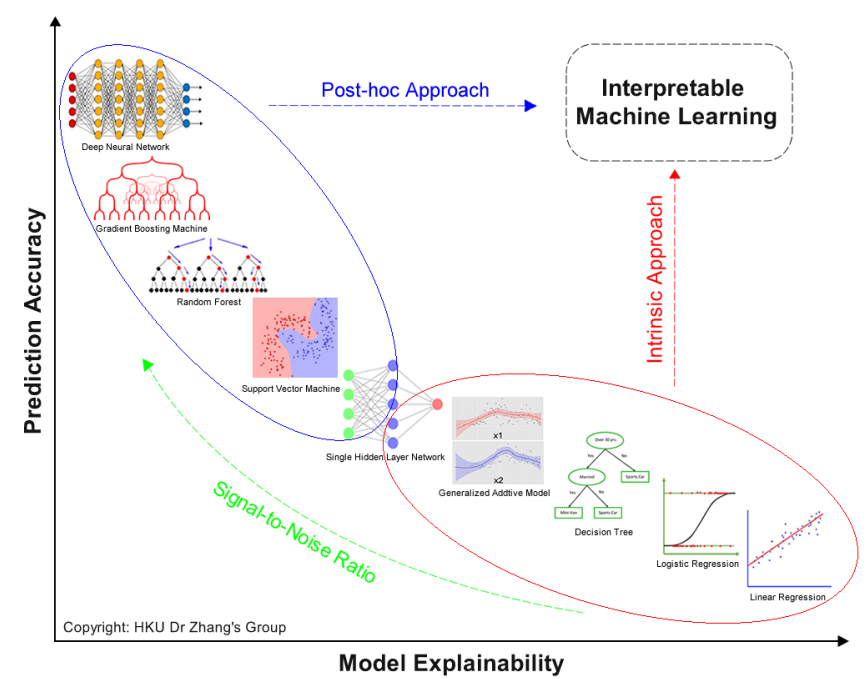 Prediction Accuracy
Deep Neural Network
Gradient Boosting Machine
Random Forest
Support Vector Machine
Single Hidden Layer Network
Post-hoc Approach
Interpretable
Machine Learning
Intrinsic Approach
x1
x2
Generalized Addtive Model
Over 30 yrs.
Yes
No
Married
Sports Car
Yes
No
Mini-Van
Sports Car
Decision Tree
Logistic Regression
Linear Regression
Signal-to-Noise Ratio
Copyright: HKU Dr Zhang's Group
Model Explainability